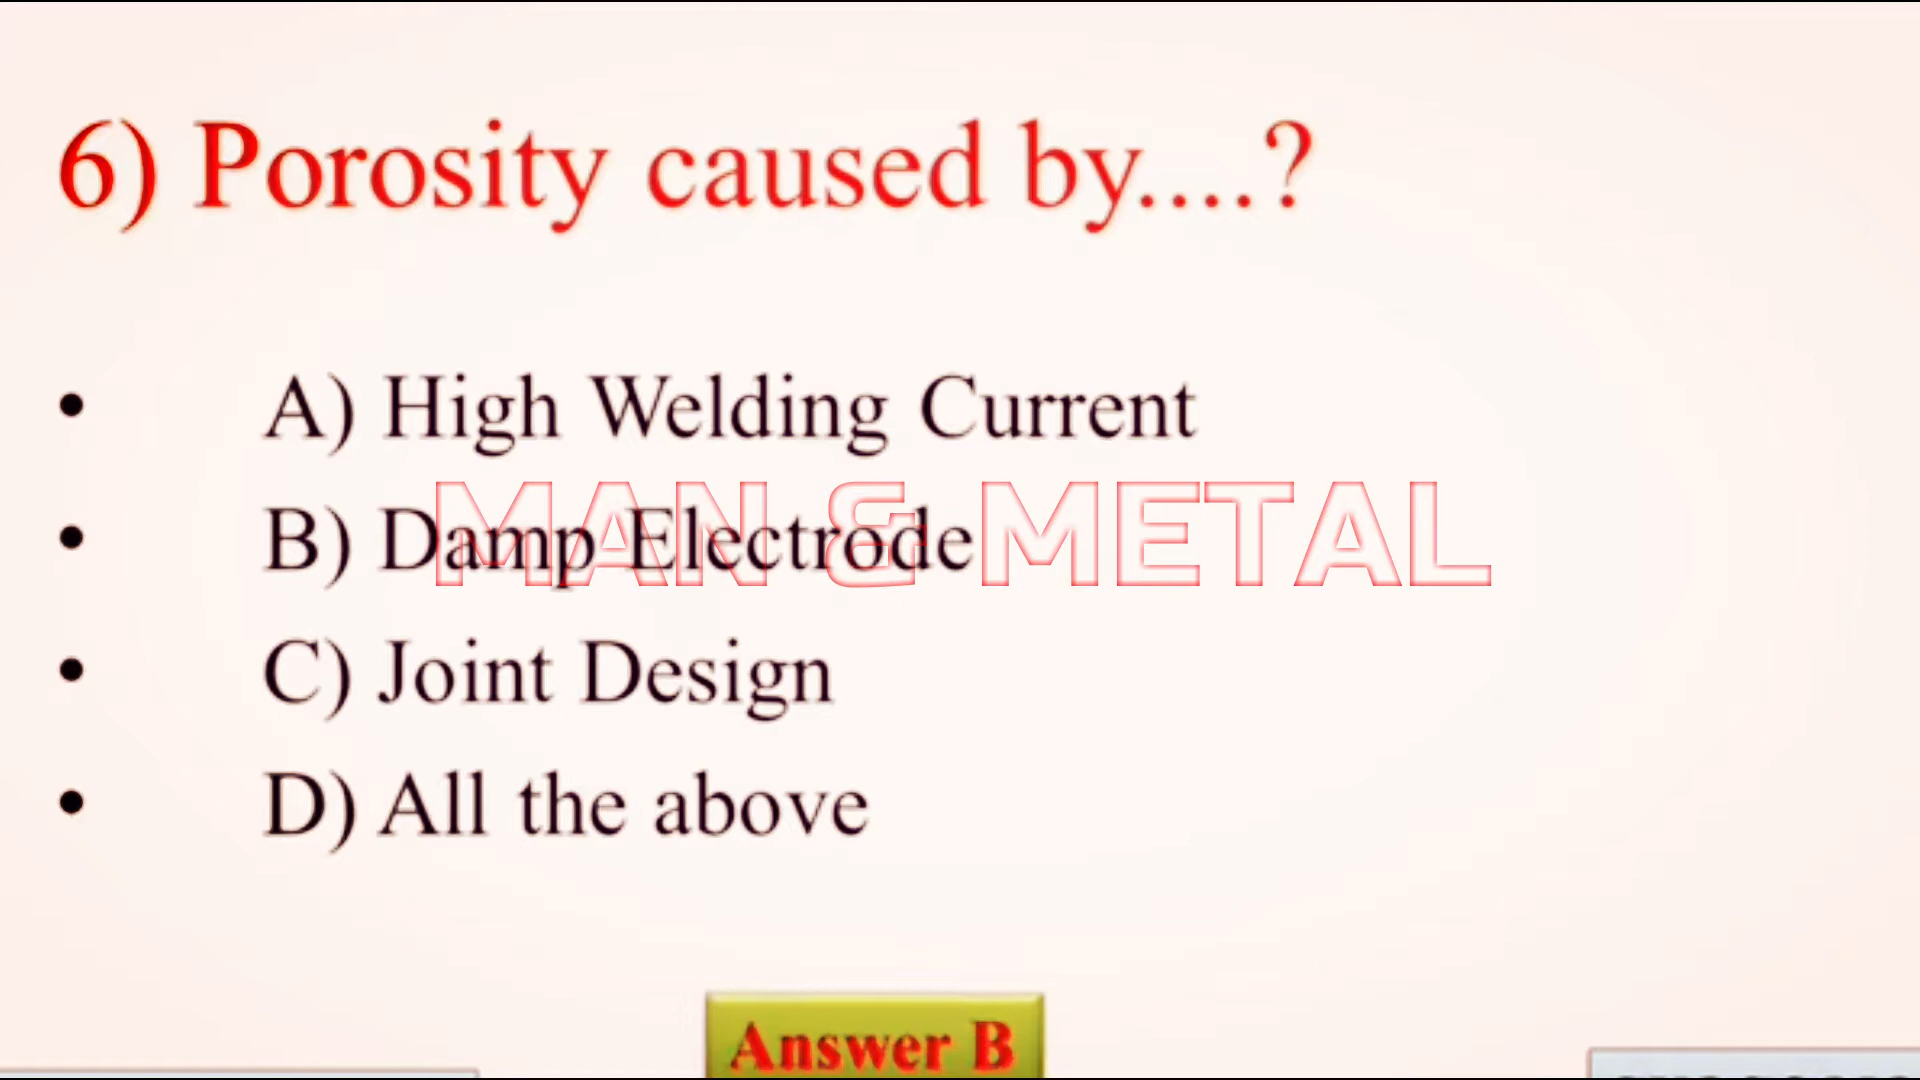 6) Porosity caused by....?
• A) High Welding Current
• B) Damp Electrode
MAN & METAL
• C) Joint Design
• D) All the above
Answer B